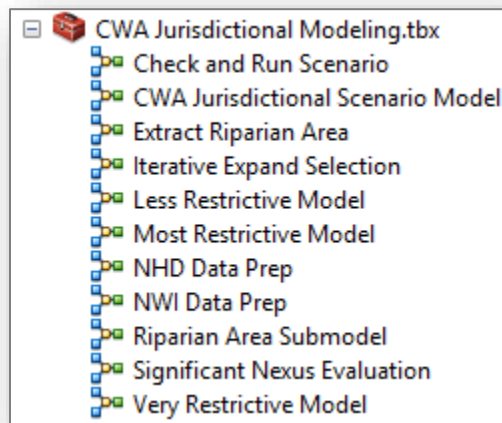 CWA Jurisdictional Modeling.tbx
Check and Run Scenario
CWA Jurisdictional Scenario Model
Extract Riparian Area
Iterative Expand Selection
Less Restrictive Model
Most Restrictive Model
NHD Data Prep
NWI Data Prep
Riparian Area Submodel
Significant Nexus Evaluation
Very Restrictive Model